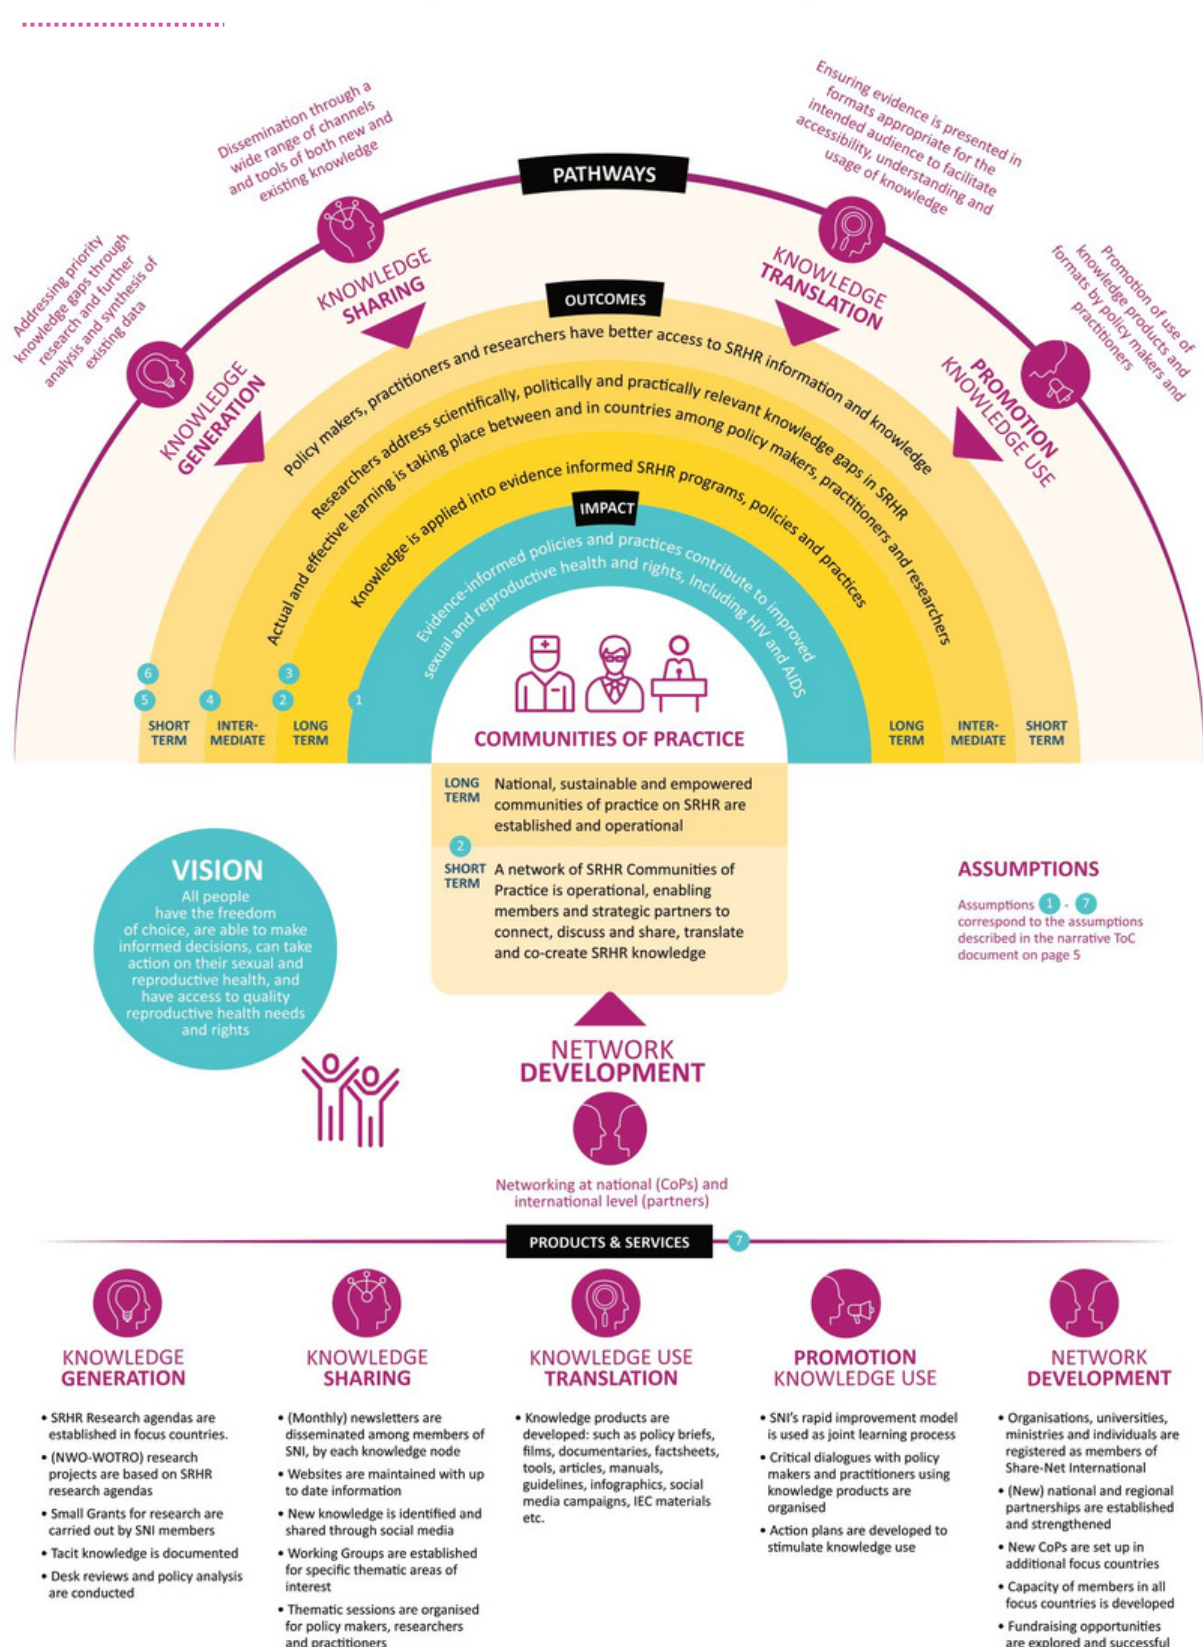 Dissemination through a
wide range of channels
and tools of both new and
existing knowledge
Ensuring evidence is presented in
formats appropriate for the
intended audience to facilitate
accessibility, understanding and
usage of knowledge
PATHWAYS
Addressing priority
knowledge gaps through
research and further
analysis and synthesis of
existing data
Promotion of use of
knowledge products and
formats by policy makers and
practitioners
KNOWLEDGE
SHARING
KNOWLEDGE
TRANSLATION
KNOWLEDGE
GENERATION
PROMOTION
KNOWLEDGE USE
OUTCOMES
Policy makers, practitioners and researchers have better access to SRHR information and knowledge
Researchers address scientifically, politically and practically relevant knowledge gaps in SRHR
Actual and effective learning is taking place between and in countries among policy makers, practitioners and researchers
Knowledge is applied into evidence informed SRHR programs, policies and practices
IMPACT
Evidence-informed policies and practices contribute to improved
sexual and reproductive health and rights, Including HIV and AIDS
6
3
5
4
2
1
SHORT
TERM
INTER-
MEDIATE
LONG
TERM
LONG
TERM
INTER-
MEDIATE
SHORT
TERM
COMMUNITIES OF PRACTICE
LONG
TERM
National, sustainable and empowered
communities of practice on SRHR are
established and operational
2
SHORT
TERM
A network of SRHR Communities of
Practice is operational, enabling
members and strategic partners to
connect, discuss and share, translate
and co-create SRHR knowledge
VISION
All people
have the freedom
of choice, are able to make
informed decisions, can take
action on their sexual and
reproductive health, and
have access to quality
reproductive health needs
and rights
ASSUMPTIONS
Assumptions 1 - 7
correspond to the assumptions
described in the narrative ToC
document on page 5
NETWORK
DEVELOPMENT
Networking at national (CoPs) and
international level (partners)
PRODUCTS & SERVICES
7
KNOWLEDGE
GENERATION
• SRHR Research agendas are
established in focus countries.
• (NWO-WOTRO) research
projects are based on SRHR
research agendas
• Small Grants for research are
carried out by SNI members
• Tacit knowledge is documented
• Desk reviews and policy analysis
are conducted
KNOWLEDGE
SHARING
• (Monthly) newsletters are
disseminated among members of
SNI, by each knowledge node
• Websites are maintained with up
to date information
• New knowledge is identified and
shared through social media
• Working Groups are established
for specific thematic areas of
interest
• Thematic sessions are organised
for policy makers, researchers
and practitioners
KNOWLEDGE USE
TRANSLATION
• Knowledge products are
developed: such as policy briefs,
films, documentaries, factsheets,
tools, articles, manuals,
guidelines, infographics, social
media campaigns, IEC materials
etc.
PROMOTION
KNOWLEDGE USE
• SNI's rapid improvement model
is used as joint learning process
• Critical dialogues with policy
makers and practitioners using
knowledge products are
organised
• Action plans are developed to
stimulate knowledge use
NETWORK
DEVELOPMENT
• Organisations, universities,
ministries and individuals are
registered as members of
Share-Net International
• (New) national and regional
partnerships are established
and strengthened
• New CoPs are set up in
additional focus countries
• Capacity of members in all
focus countries is developed
• Fundraising opportunities
are explored and successful